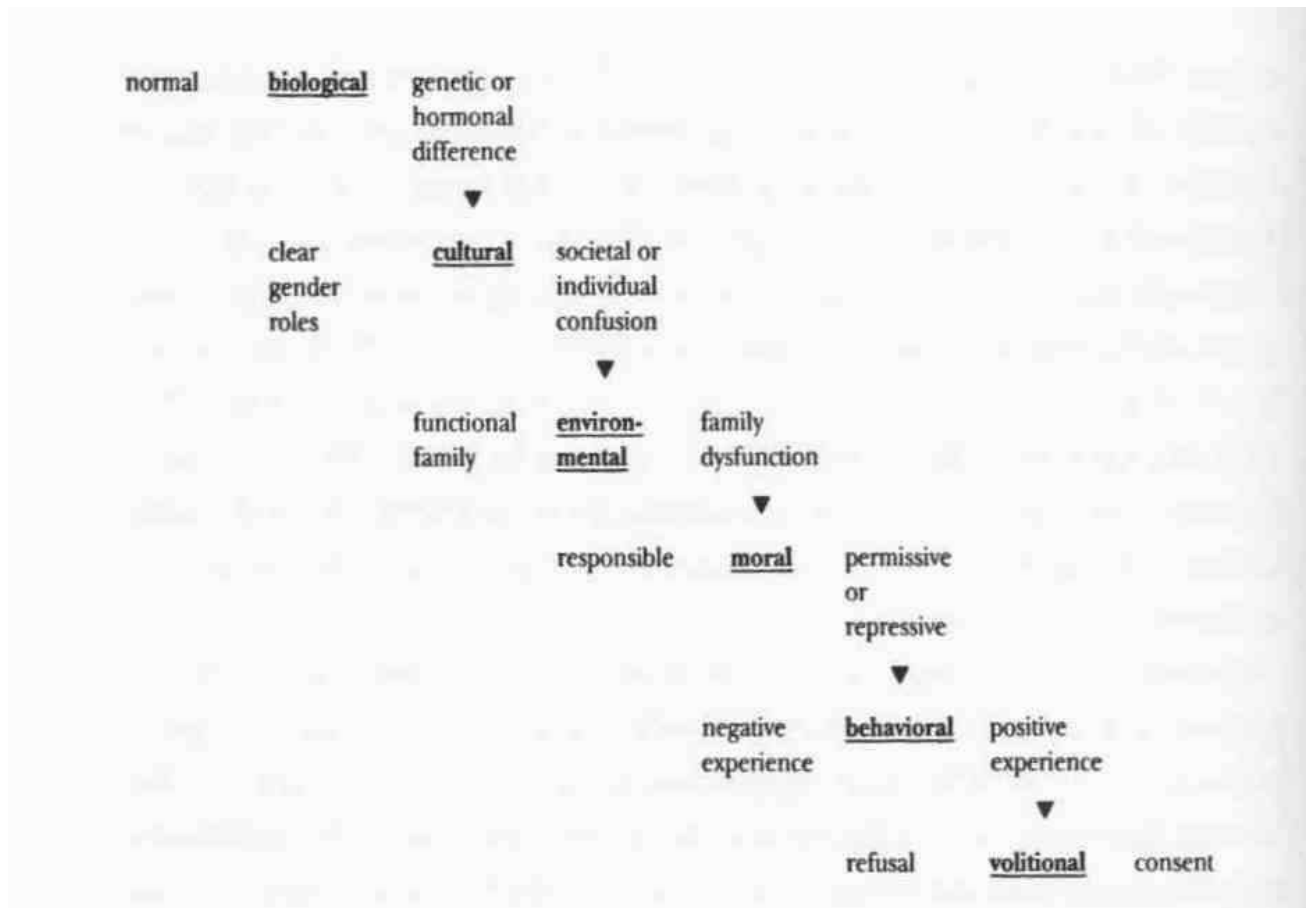 normal biological genetic or
hormonal
difference
▼
clear cultural societal or
gender individual
roles confusion
▼
functional environ- family
family mental dysfunction
▼
responsible moral permissive
or
repressive
▼
negative behavioral positive
experience experience
▼
refusal volitional consent